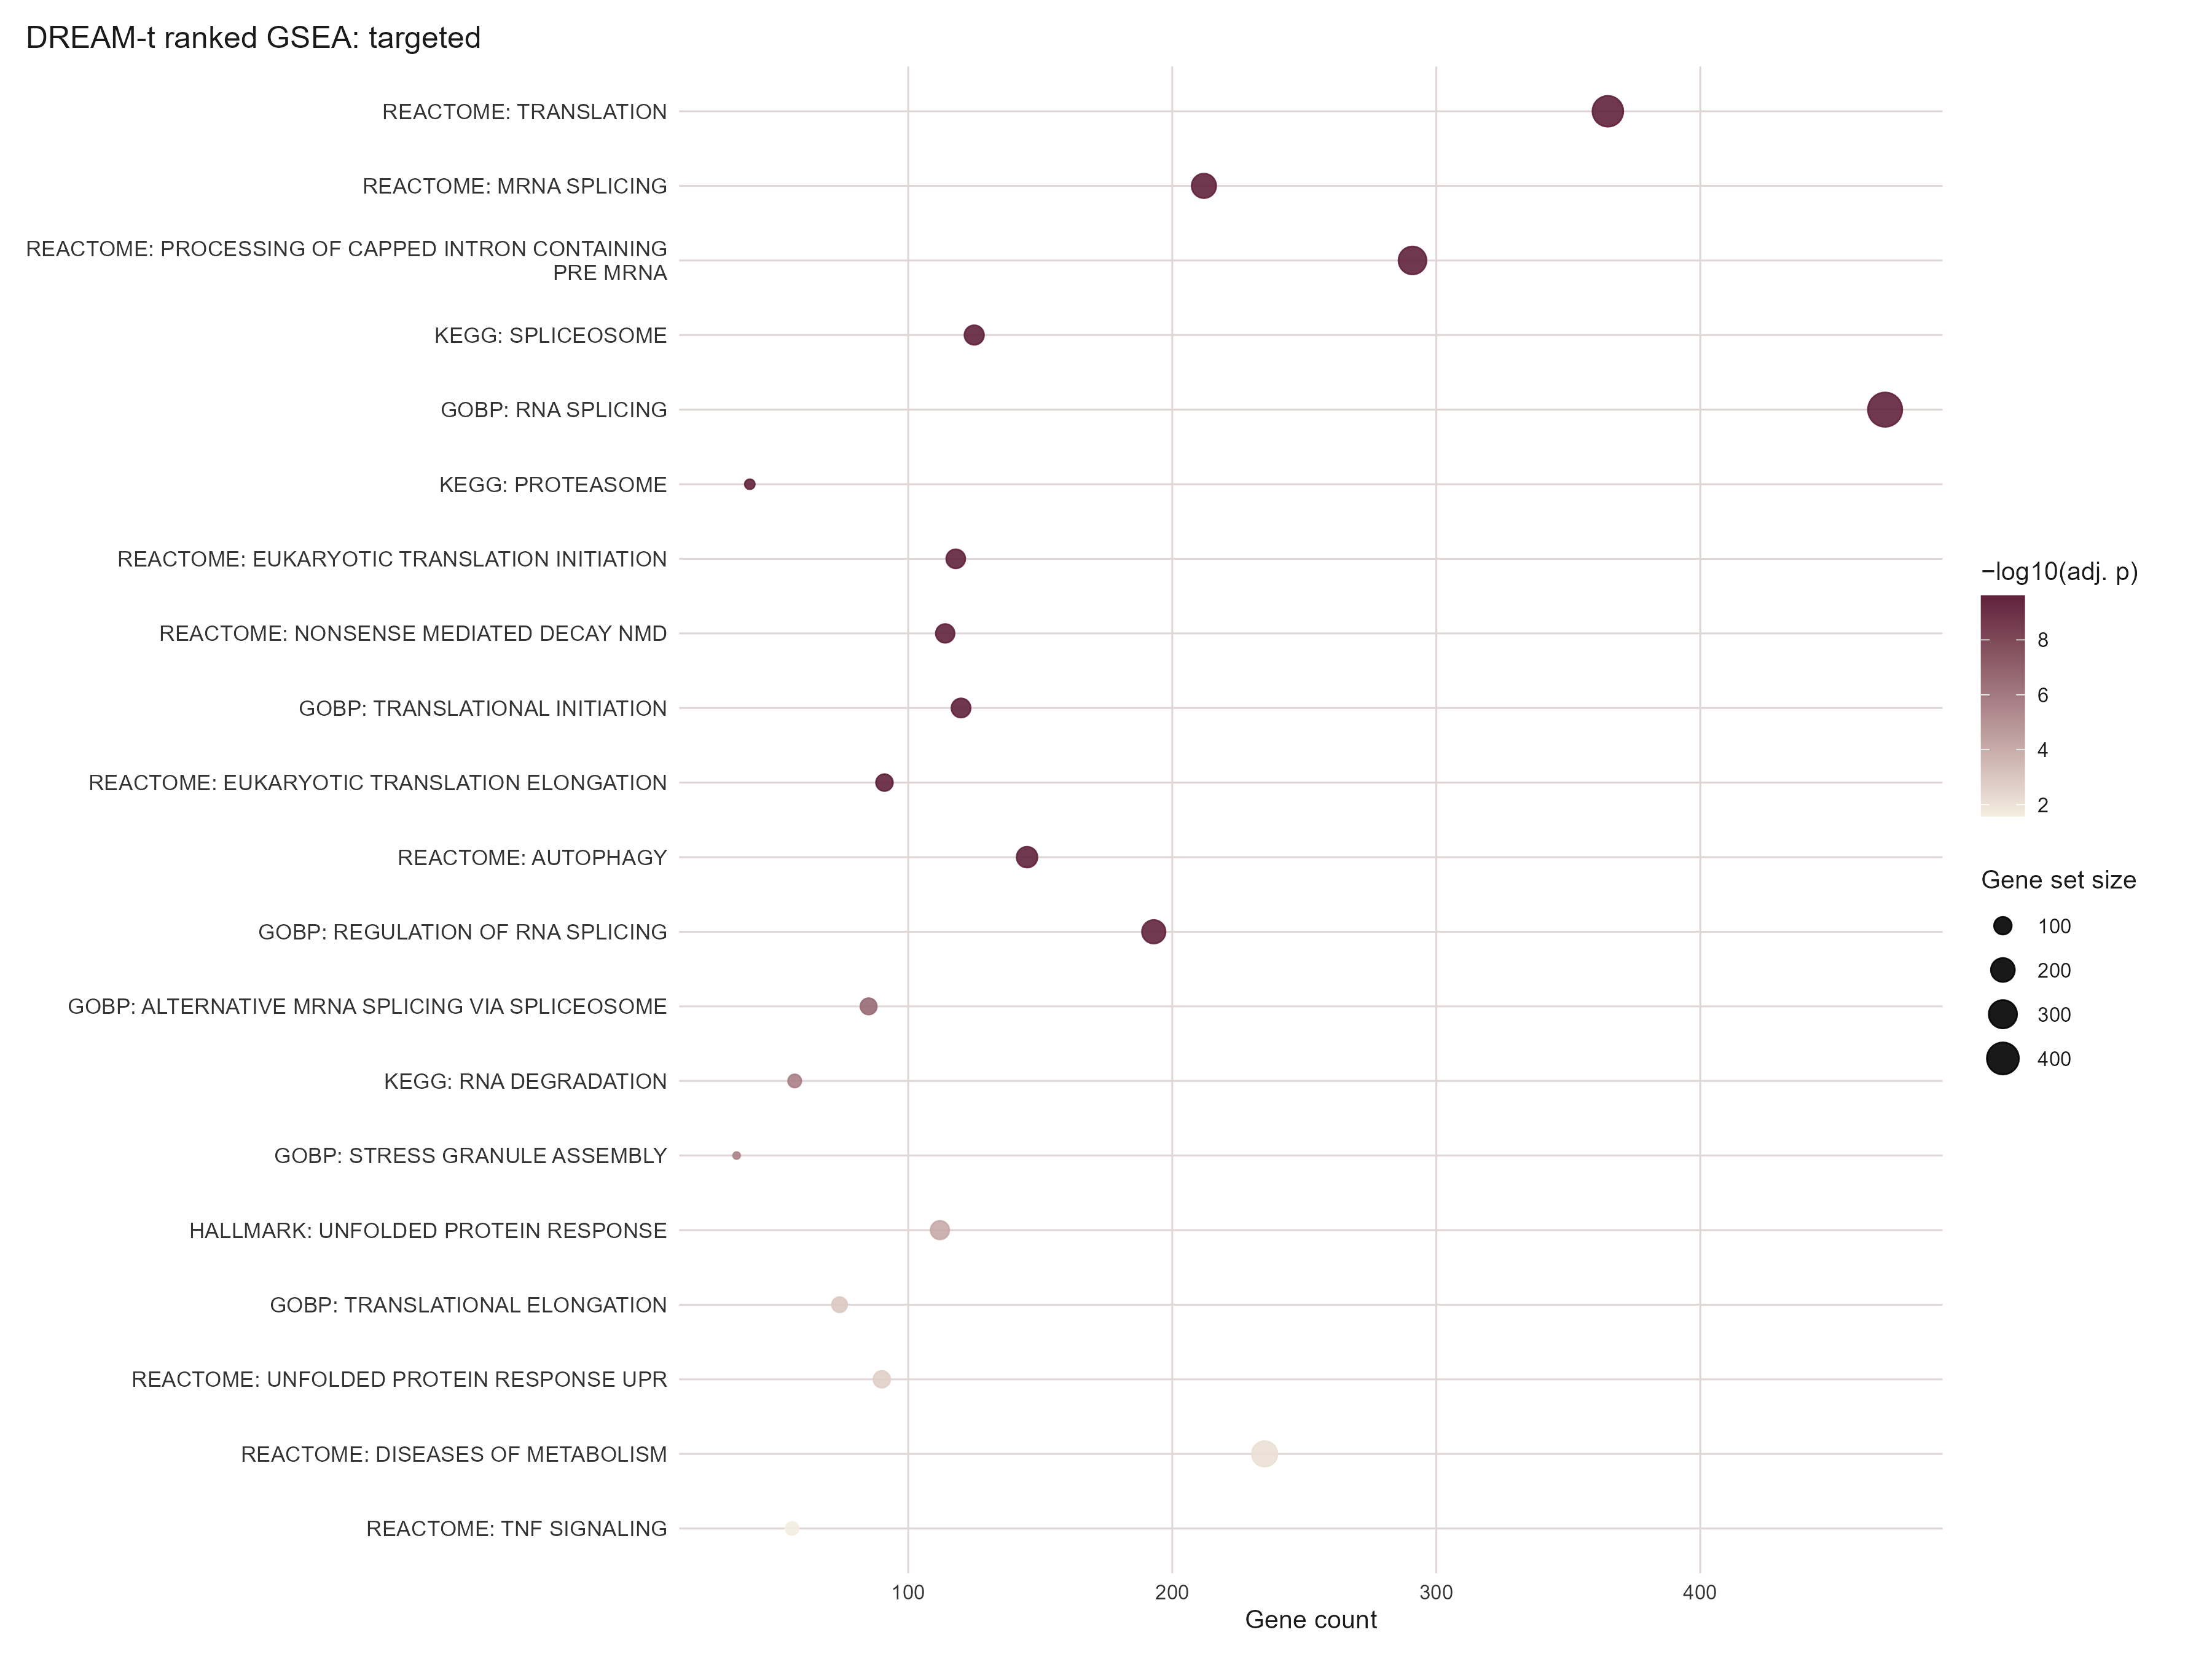 DREAM-t ranked GSEA: targeted
REACTOME: TRANSLATION
REACTOME: MRNA SPLICING
REACTOME: PROCESSING OF CAPPED INTRON CONTAINING
PRE MRNA
KEGG: SPLICEOSOME
GOBP: RNA SPLICING
KEGG: PROTEASOME
REACTOME: EUKARYOTIC TRANSLATION INITIATION
REACTOME: NONSENSE MEDIATED DECAY NMD
GOBP: TRANSLATIONAL INITIATION
REACTOME: EUKARYOTIC TRANSLATION ELONGATION
REACTOME: AUTOPHAGY
GOBP: REGULATION OF RNA SPLICING
GOBP: ALTERNATIVE MRNA SPLICING VIA SPLICEOSOME
KEGG: RNA DEGRADATION
GOBP: STRESS GRANULE ASSEMBLY
HALLMARK: UNFOLDED PROTEIN RESPONSE
GOBP: TRANSLATIONAL ELONGATION
REACTOME: UNFOLDED PROTEIN RESPONSE UPR
REACTOME: DISEASES OF METABOLISM
REACTOME: TNF SIGNALING
100 200 300 400
Gene count
−log10(adj. p)
8
6
4
2
Gene set size
100
200
300
400